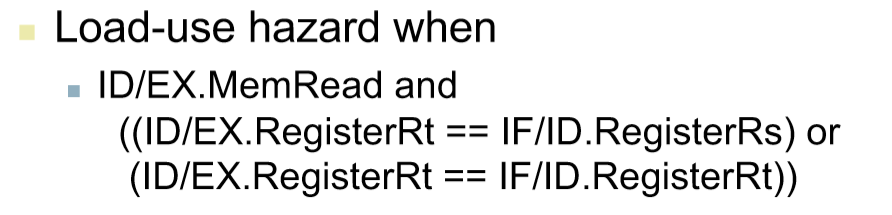 Load-use hazard when
ID/EX.MemRead and
((ID/EX.RegisterRt == IF/ID.RegisterRs) or
(ID/EX.RegisterRt == IF/ID.RegisterRt))